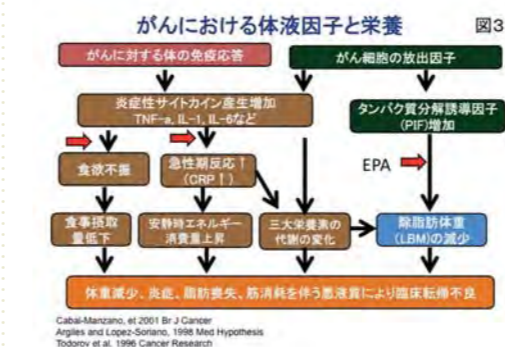 がんにおける体液因子と栄養
図3
がんに対する体の免疫応答
がん細胞の放出因子
炎症性サイトカイン産生増加
TNF-a, IL-1, IL-6など
タンパク質分解誘導因子
(PIF)増加
食欲不振
急性期反応↑
(CRP↑)
EPA
食事摂取
量低下
安静時エネルギー
消費量上昇
三大栄養素の
代謝の変化
除脂肪体重
(LBM)の減少
体重減少、炎症、脂肪喪失、筋消耗を伴う悪液質により臨床転帰不良
Cabal-Manzano, et 2001 Br J Cancer
Argiles and Lopez-Soriano, 1998 Med Hypothesis
Todorov et al. 1996 Cancer Research